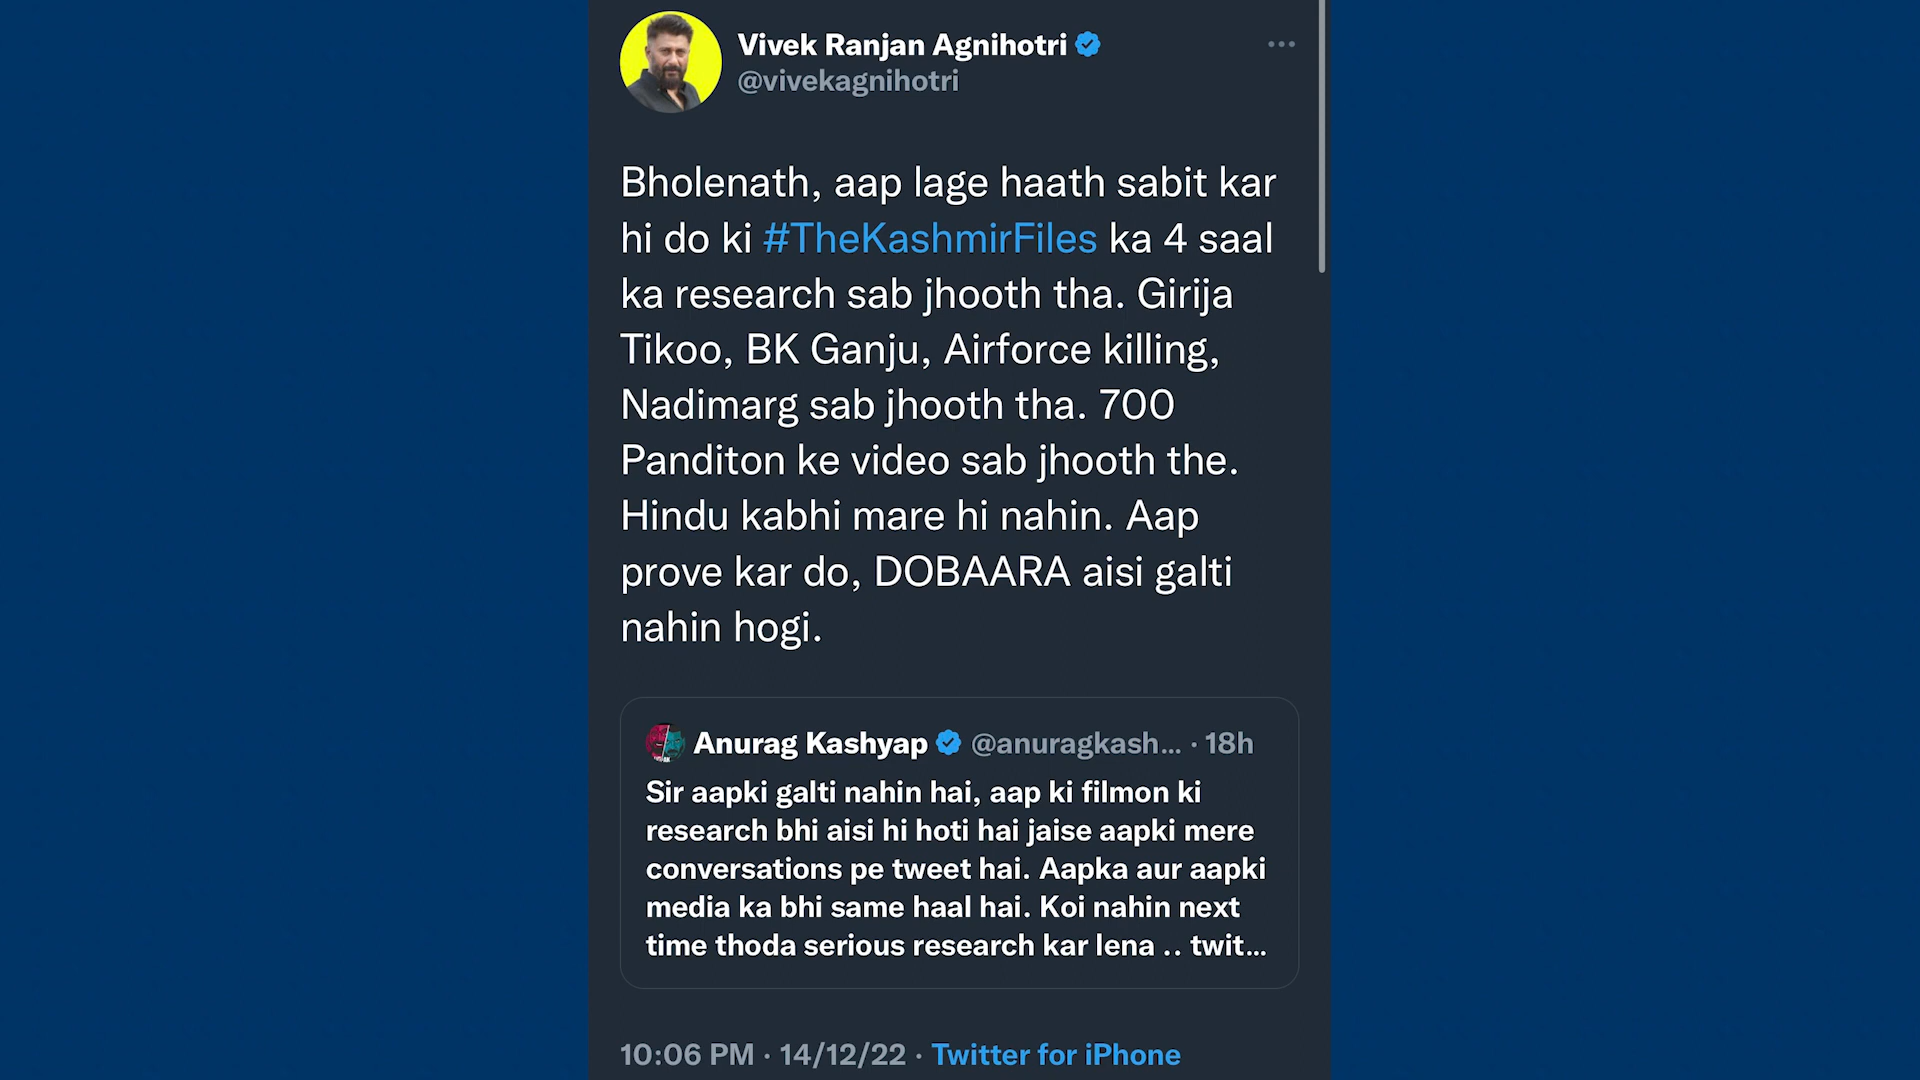 Vivek Ranjan Agnihotri
@vivekagnihotri
Bholenath, aap lage haath sabit kar
hi do ki #TheKashmirFiles ka 4 saal
ka research sab jhooth tha. Girija
Tikoo, BK Ganju, Airforce killing,
Nadimarg sab jhooth tha. 700
Panditon ke video sab jhooth the.
Hindu kabhi mare hi nahin. Aap
prove kar do, DOBAARA aisi galti
nahin hogi.
Anurag Kashyap @anuragkash... · 18h
Sir aapki galti nahin hai, aap ki filmon ki
research bhi aisi hi hoti hai jaise aapki mere
conversations pe tweet hai. Aapka aur aapki
media ka bhi same haal hai. Koi nahin next
time thoda serious research kar lena .. twit...
10:06 PM · 14/12/22 · Twitter for iPhone